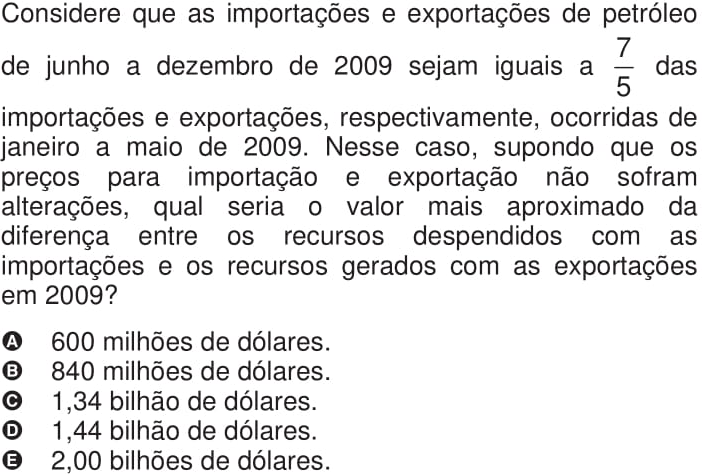 Considere que as importações e exportações de petróleo
de junho a dezembro de 2009 sejam iguais a 7/5 das
importações e exportações, respectivamente, ocorridas de
janeiro a maio de 2009. Nesse caso, supondo que os
preços para importação e exportação não sofram
alterações, qual seria o valor mais aproximado da
diferença entre os recursos despendidos com as
importações e os recursos gerados com as exportações
em 2009?
A 600 milhões de dólares.
B 840 milhões de dólares.
C 1,34 bilhão de dólares.
D 1,44 bilhão de dólares.
E 2,00 bilhões de dólares.